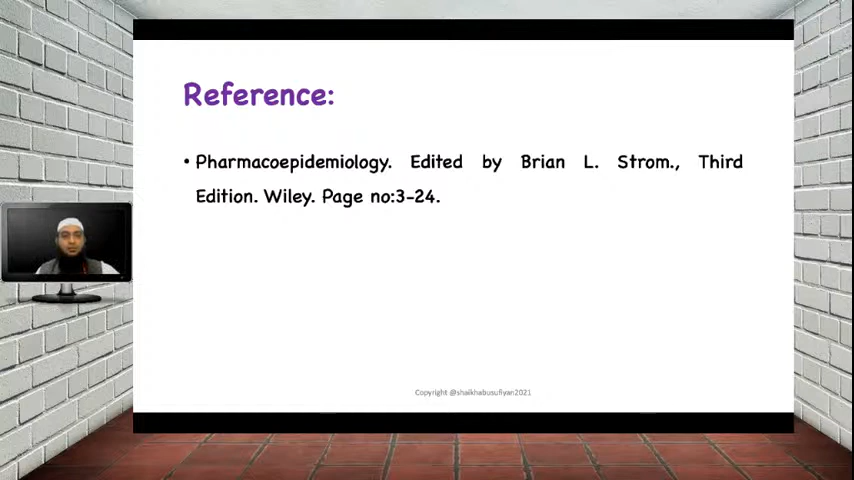 Reference:
• Pharmacoepidemiology. Edited by Brian L. Strom., Third
Edition. Wiley. Page no:3-24.
Copyright @shaikhabusufiyan2021